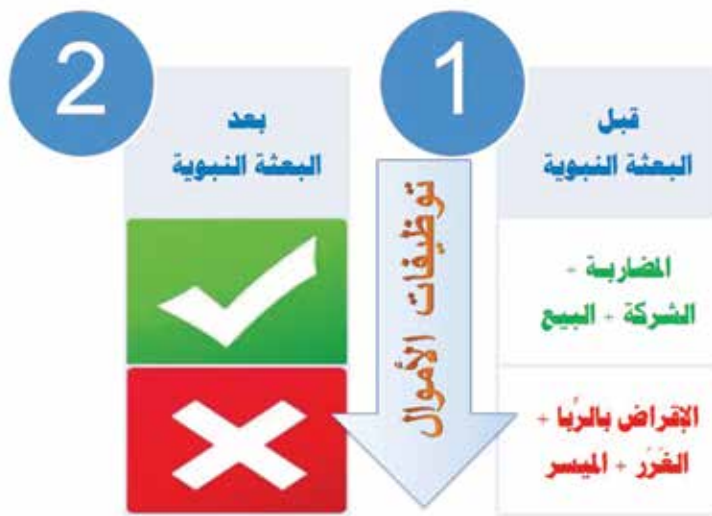 1
قبل
البعثة النبوية
المضاربة +
الشركة + البيع
الإقراض بالرِّبا +
الغَرَر + الميسر
توظيفات الأموال
2
بعد
البعثة النبوية